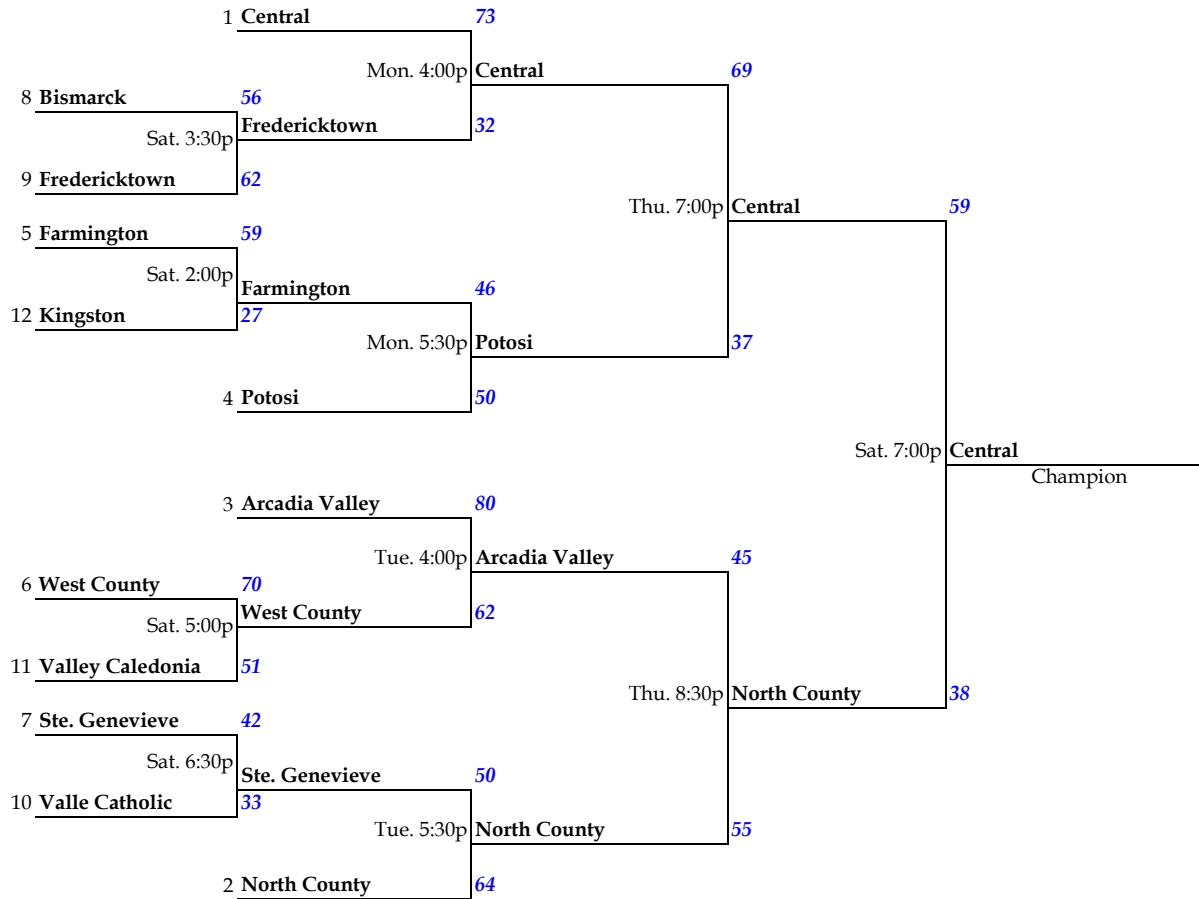 1 Central 73
Mon. 4:00p Central 69
8 Bismarck 56
Sat. 3:30p Fredericktown 32
9 Fredericktown 62
Thu. 7:00p Central 59
5 Farmington 59
Sat. 2:00p Farmington 46
12 Kingston 27
Mon. 5:30p Potosi 37
4 Potosi 50
Sat. 7:00p Central
Champion
3 Arcadia Valley 80
Tue. 4:00p Arcadia Valley 45
6 West County 70
Sat. 5:00p West County 62
11 Valley Caledonia 51
Thu. 8:30p North County 38
7 Ste. Genevieve 42
Sat. 6:30p Ste. Genevieve 50
10 Valle Catholic 33
Tue. 5:30p North County 55
2 North County 64